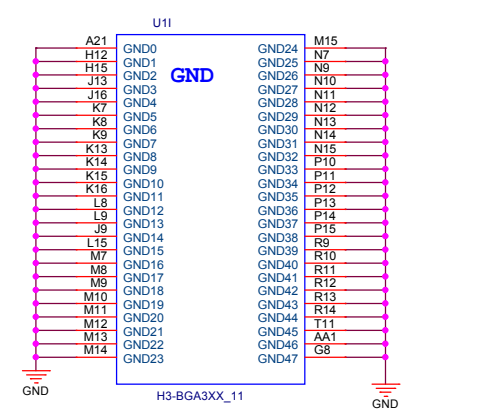 U1I
GND
A21 GND0 GND24 M15
H12 GND1 GND25 N7
H15 GND2 GND26 N9
J13 GND3 GND27 N10
J16 GND4 GND28 N11
K7 GND5 GND29 N12
K8 GND6 GND30 N13
K9 GND7 GND31 N14
K13 GND8 GND32 N15
K14 GND9 GND33 P10
K15 GND10 GND34 P11
K16 GND11 GND35 P12
L8 GND12 GND36 P13
L9 GND13 GND37 P14
J9 GND14 GND38 P15
L15 GND15 GND39 R9
M7 GND16 GND40 R10
M8 GND17 GND41 R11
M9 GND18 GND42 R12
M10 GND19 GND43 R13
M11 GND20 GND44 R14
M12 GND21 GND45 T11
M13 GND22 GND46 AA1
M14 GND23 GND47 G8
GND
H3-BGA3XX_11
GND